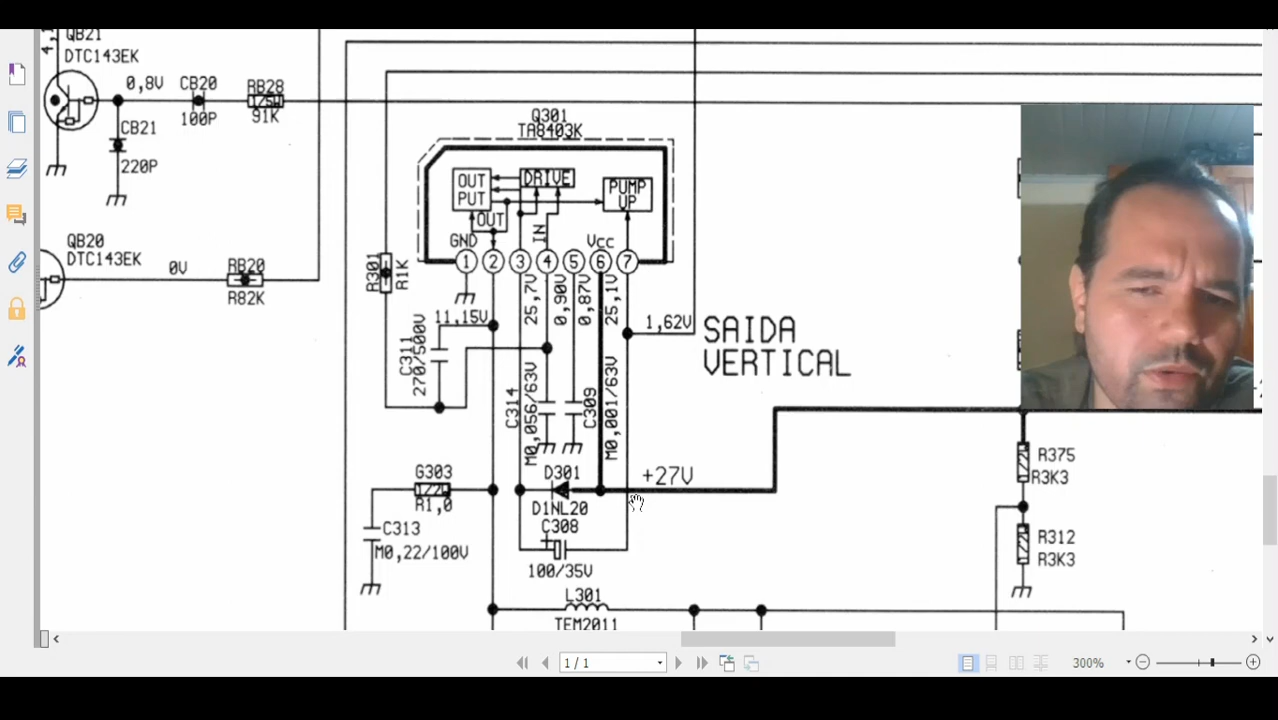 QB21
DTC143EK
0,8V
CB20
100P
RB28
1/5W
91K
CB21
220P
QB20
DTC143EK
0V
RB20
R82K
Q301
TA8403K
OUT
PUT
DRIVE
PUMP
UP
OUT
IN
GND
Vcc
1 2 3 4 5 6 7
R301
R1K
11,15V
25,7V
0,90V
0,87V
25,1V
1,62V
SAIDA
VERTICAL
C311
270/500V
C314
M0,056/63V
C309
M0,001/63V
G303
1/2W
R1,0
C313
M0,22/100V
D301
D1NL20
+27V
C308
+
100/35V
L301
TEM2011
R375
R3K3
R312
R3K3
1 / 1
300%